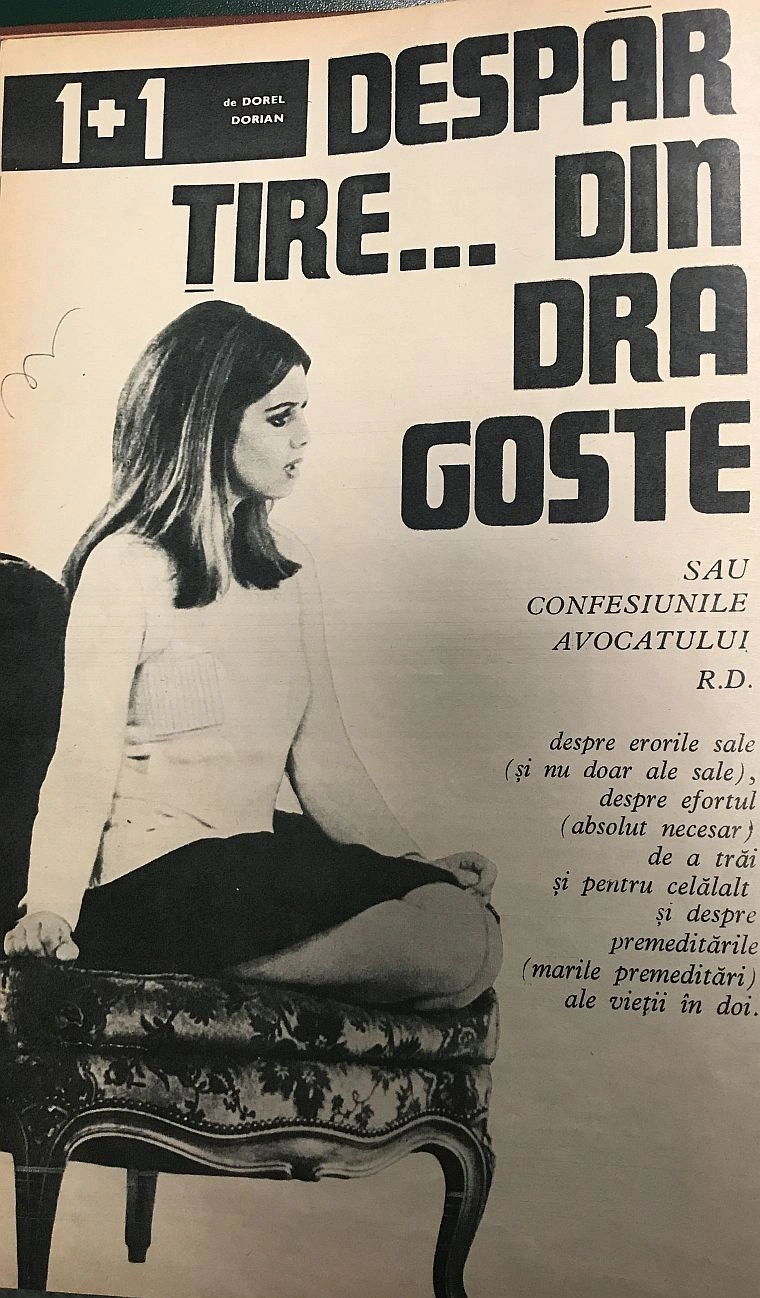 1+1
de DOREL
DORIAN
DESPĂR
ȚIRE... DIN
DRA
GOSTE
SAU
CONFESIUNILE
AVOCATULUI
R.D.
despre erorile sale
(și nu doar ale sale),
despre efortul
(absolut necesar)
de a trăi
și pentru celălalt
și despre
premeditările
(marile premeditări)
ale vieții în doi.